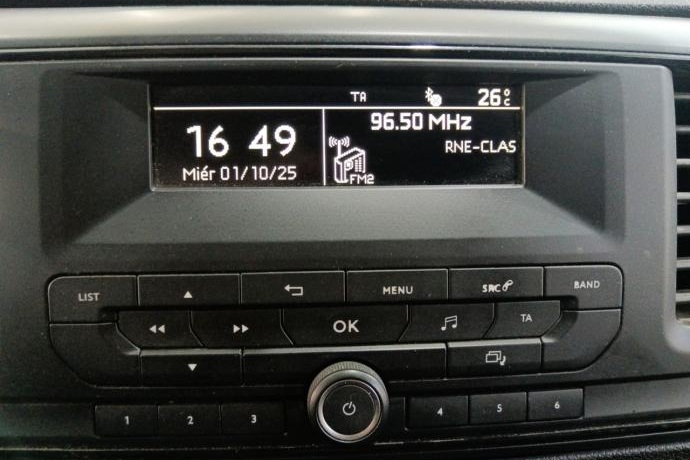 TA 26°C
16 49
Miér 01/10/25
96.50 MHz
RNE-CLAS
FM2
LIST
MENU
SRC
BAND
OK
TA
1
2
3
4
5
6